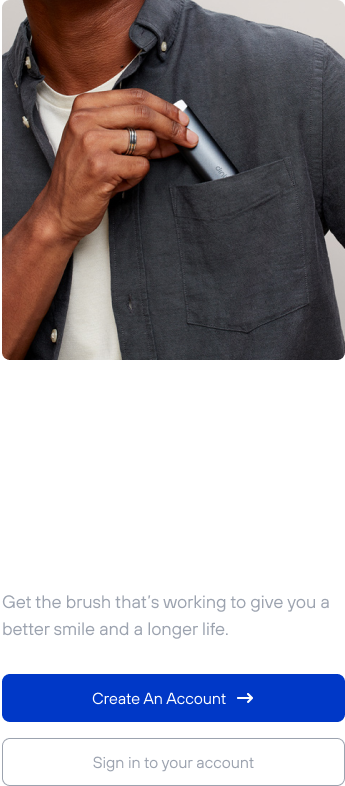 Get the brush that's working to give you a
better smile and a longer life.
Create An Account →
Sign in to your account